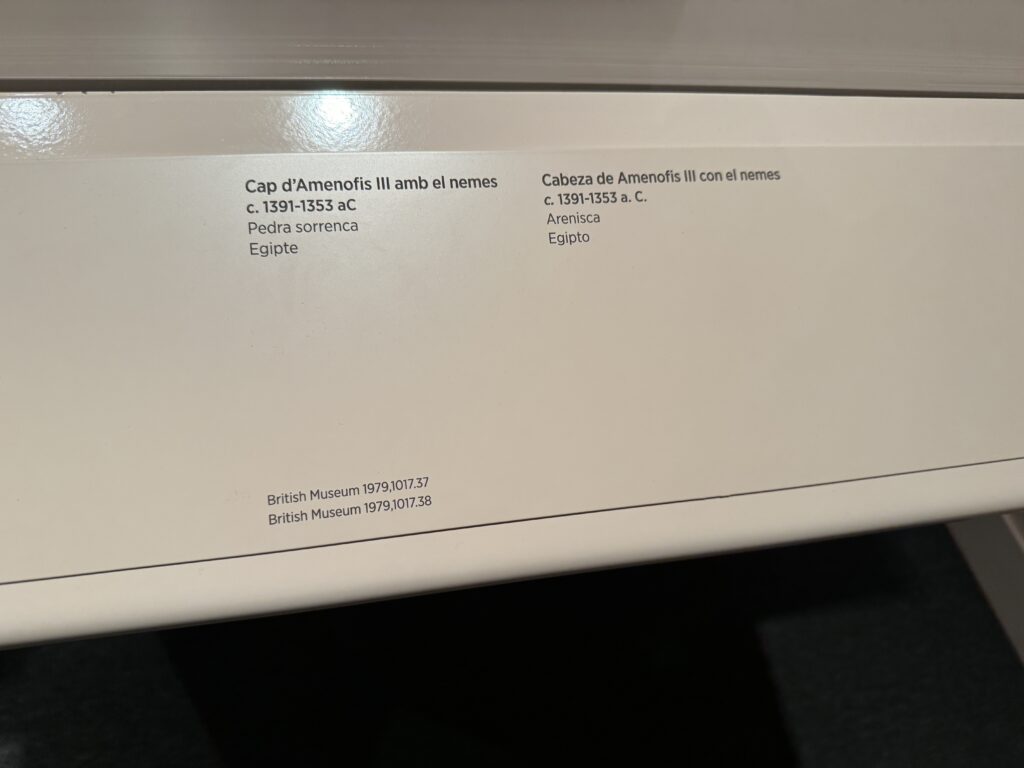 Cap d'Amenofis III amb el nemes
c. 1391-1353 aC
Pedra sorrenca
Egipte
Cabeza de Amenofis III con el nemes
c. 1391-1353 a. C.
Arenisca
Egipto
British Museum 1979,1017.37
British Museum 1979,1017.38